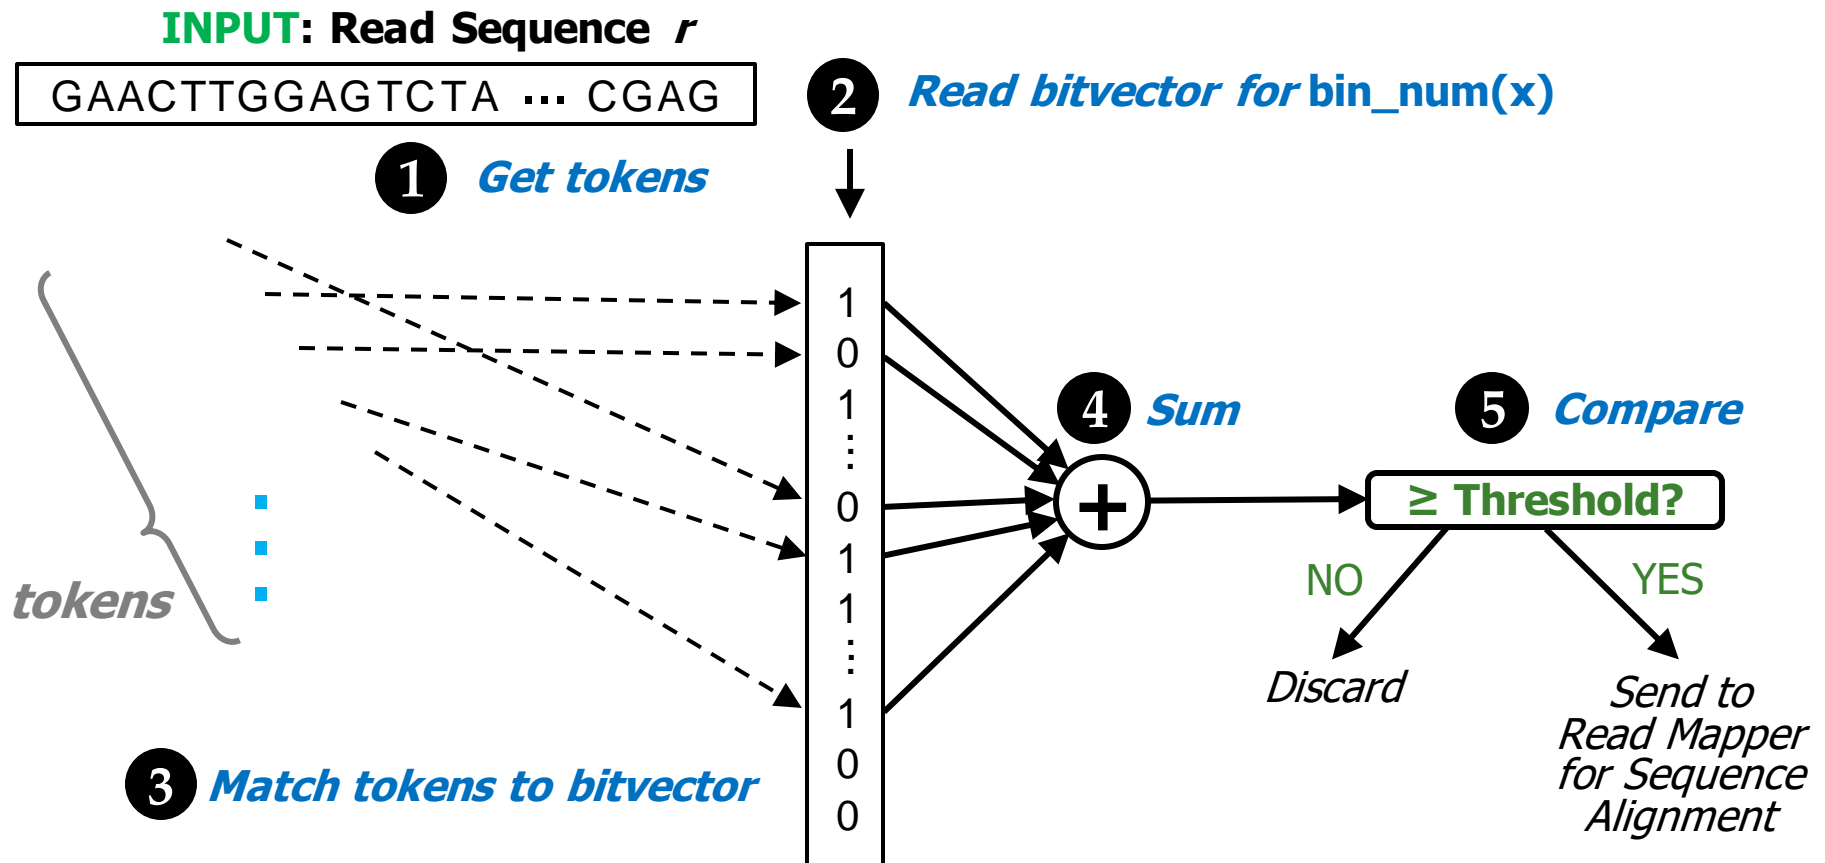 INPUT: Read Sequence r
GAACTTGGAGTCTA ... CGAG
2 Read bitvector for bin_num(x)
1 Get tokens
1
0
1
⋮
0
1
1
⋮
1
0
0
tokens
3 Match tokens to bitvector
4 Sum
+
5 Compare
≥ Threshold?
NO
YES
Discard
Send to
Read Mapper
for Sequence
Alignment